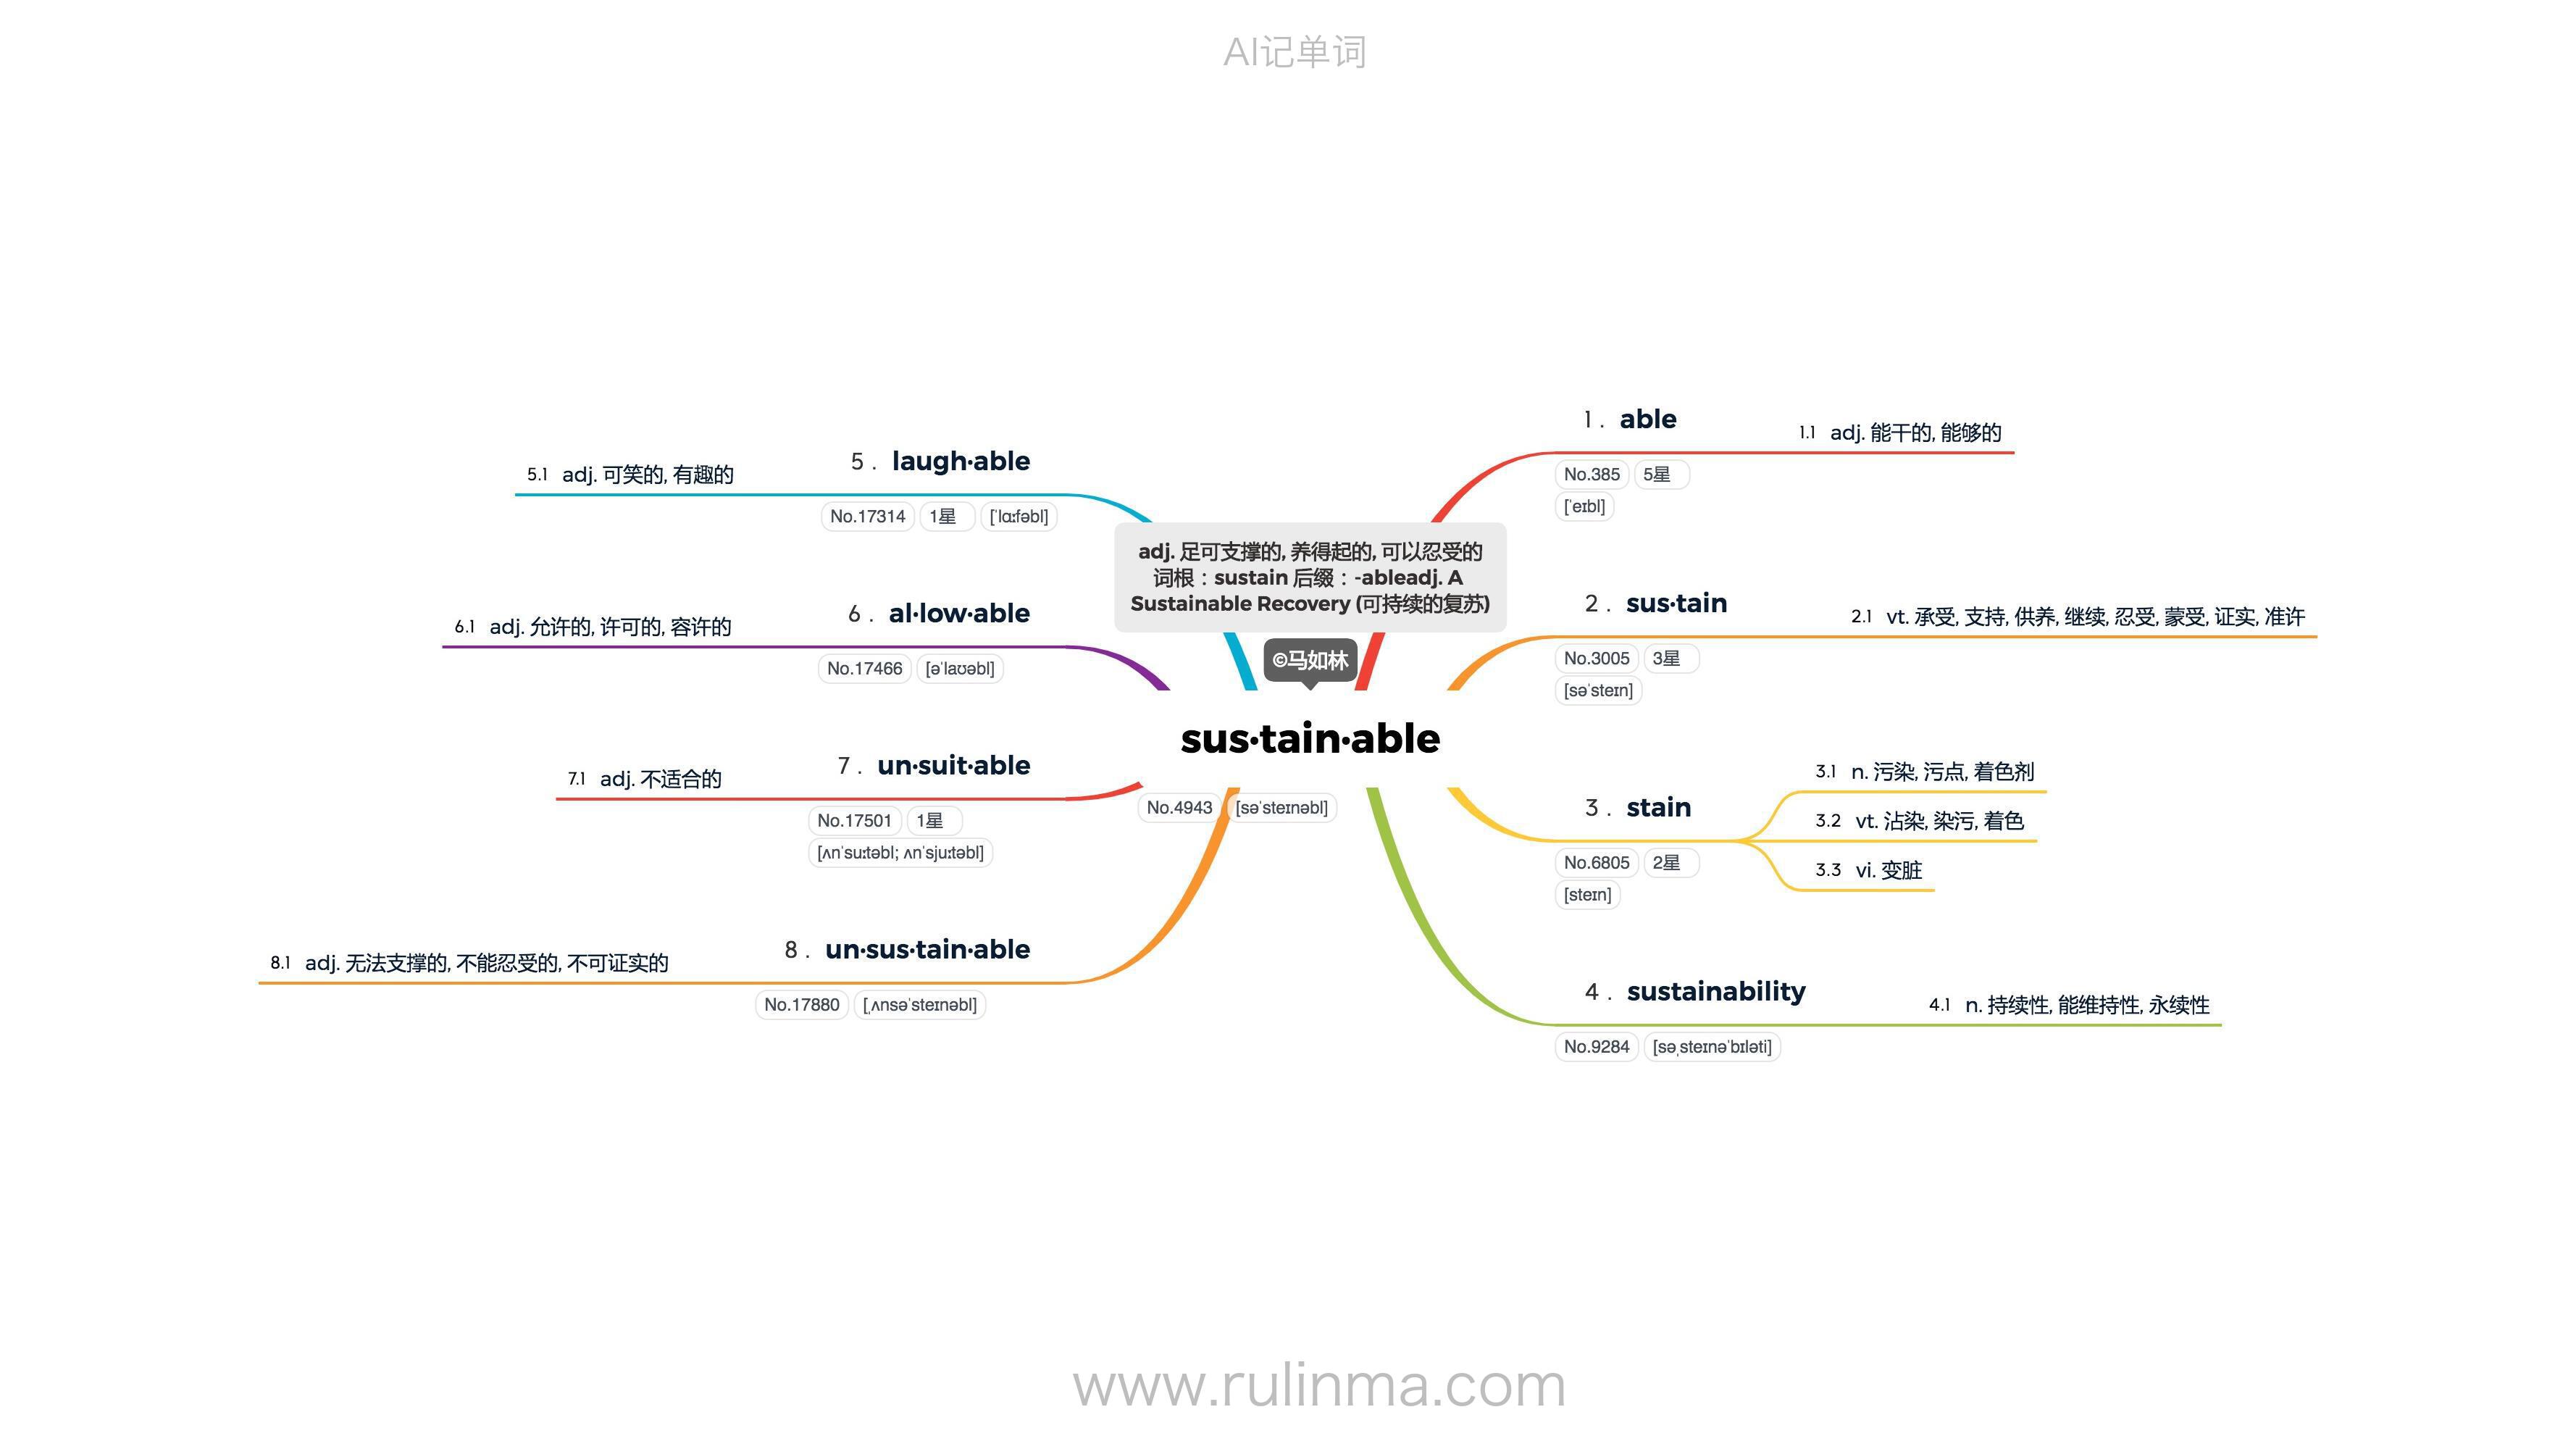 AI记单词
adj. 足可支撑的, 养得起的, 可以忍受的
词根：sustain 后缀：-ableadj. A
Sustainable Recovery (可持续的复苏)
©马如林
sus·tain·able
No.4943 [səˈsteɪnəbl]
1 . able
1.1 adj. 能干的, 能够的
No.385 5星
[ˈeɪbl]
2 . sus·tain
2.1 vt. 承受, 支持, 供养, 继续, 忍受, 蒙受, 证实, 准许
No.3005 3星
[səˈsteɪn]
3 . stain
3.1 n. 污染, 污点, 着色剂
3.2 vt. 沾染, 染污, 着色
3.3 vi. 变脏
No.6805 2星
[steɪn]
4 . sustainability
4.1 n. 持续性, 能维持性, 永续性
No.9284 [səˌsteɪnəˈbɪləti]
5 . laugh·able
5.1 adj. 可笑的, 有趣的
No.17314 1星 [ˈlɑːfəbl]
6 . al·low·able
6.1 adj. 允许的, 许可的, 容许的
No.17466 [əˈlaʊəbl]
7 . un·suit·able
7.1 adj. 不适合的
No.17501 1星
[ʌnˈsuːtəbl; ʌnˈsjuːtəbl]
8 . un·sus·tain·able
8.1 adj. 无法支撑的, 不能忍受的, 不可证实的
No.17880 [ˌʌnsəˈsteɪnəbl]
www.rulinma.com